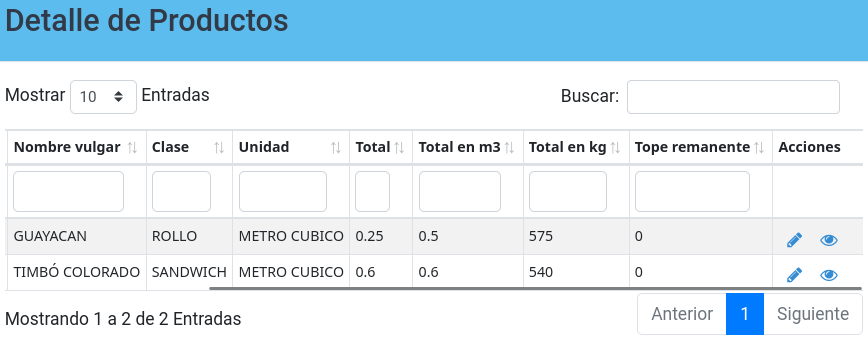 Detalle de Productos
Mostrar 10 Entradas Buscar:
Nombre vulgar Clase Unidad Total Total en m3 Total en kg Tope remanente Acciones
GUAYACAN ROLLO METRO CUBICO 0.25 0.5 575 0
TIMBÓ COLORADO SANDWICH METRO CUBICO 0.6 0.6 540 0
Mostrando 1 a 2 de 2 Entradas Anterior 1 Siguiente